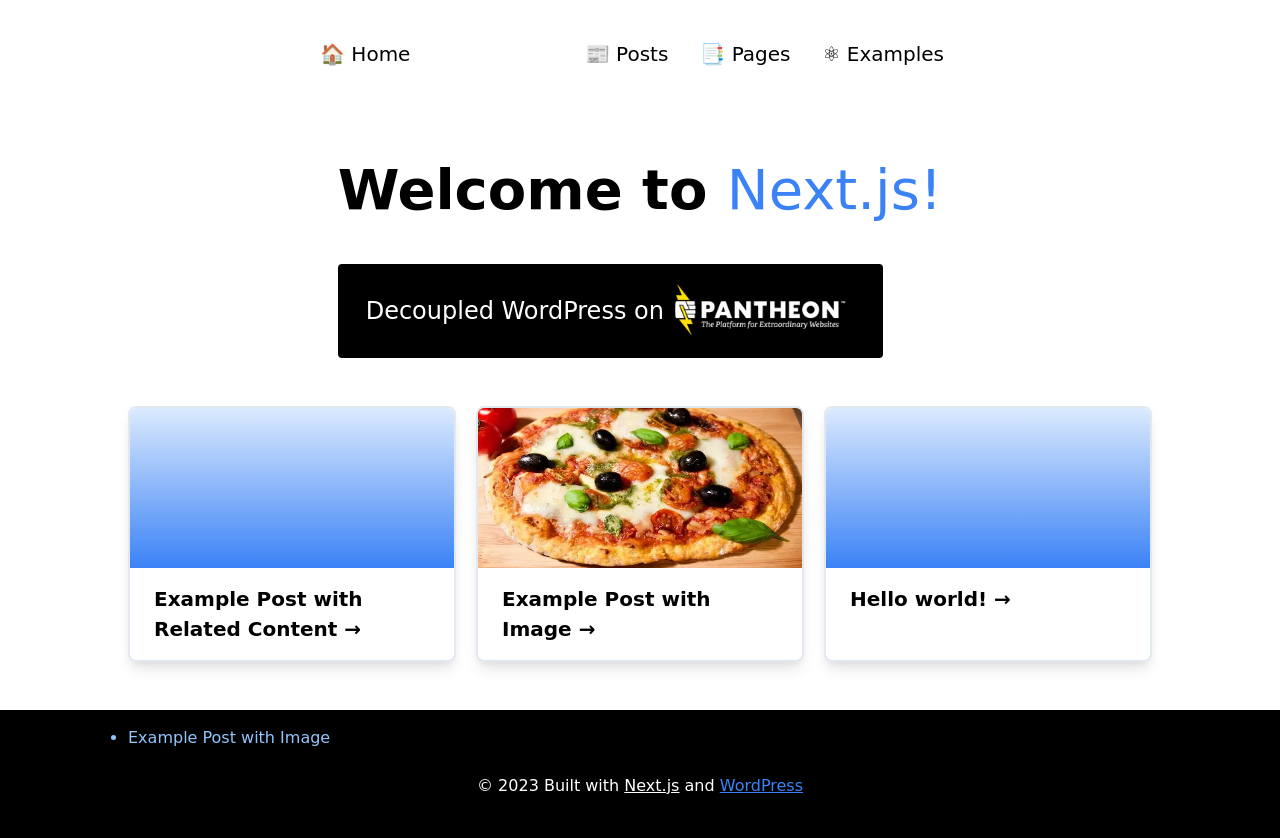 🏠 Home 📰 Posts 📑 Pages ⚛ Examples
Welcome to Next.js!
Decoupled WordPress on PANTHEON™
The Platform for Extraordinary Websites
Example Post with
Related Content →
Example Post with
Image →
Hello world! →
• Example Post with Image
© 2023 Built with Next.js and WordPress